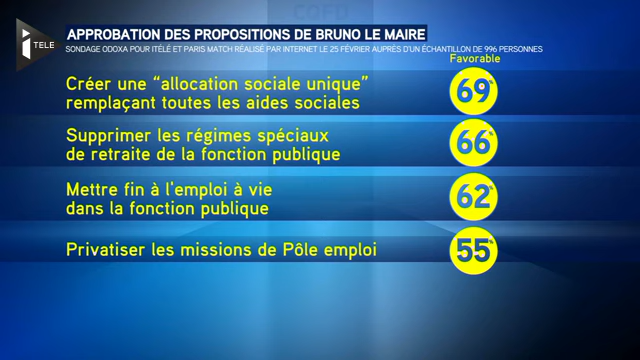 i
TELE
APPROBATION DES PROPOSITIONS DE BRUNO LE MAIRE
SONDAGE ODOXA POUR ITÉLÉ ET PARIS MATCH RÉALISÉ PAR INTERNET LE 25 FÉVRIER AUPRÈS D'UN ÉCHANTILLON DE 996 PERSONNES
Favorable
Créer une “allocation sociale unique”
remplaçant toutes les aides sociales
69%
Supprimer les régimes spéciaux
de retraite de la fonction publique
66%
Mettre fin à l'emploi à vie
dans la fonction publique
62%
Privatiser les missions de Pôle emploi
55%